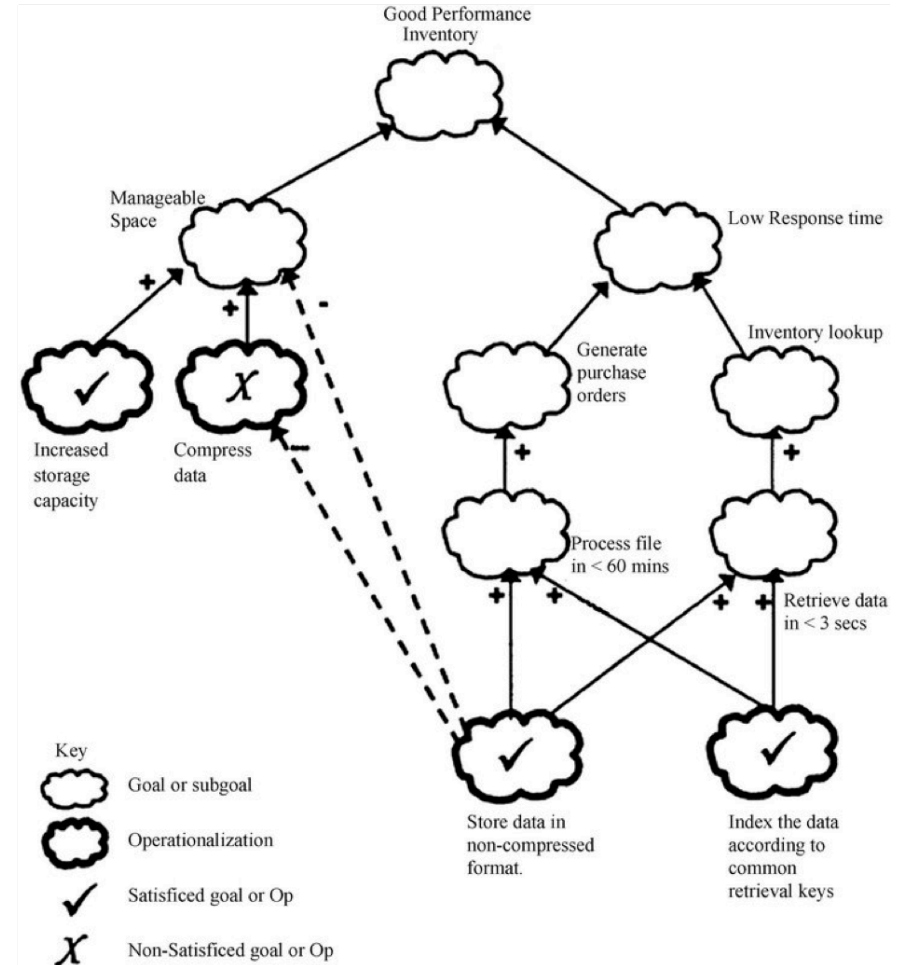 Good Performance
Inventory
Manageable
Space
Low Response time
+
+
-
Increased
storage
capacity
X
Compress
data
--
Generate
purchase
orders
Inventory lookup
+
+
Process file
in < 60 mins
+
+
+
+
Retrieve data
in < 3 secs
Store data in
non-compressed
format.
Index the data
according to
common
retrieval keys
Key
Goal or subgoal
Operationalization
Satisficed goal or Op
X
Non-Satisficed goal or Op